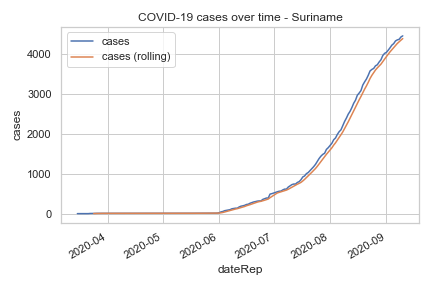 COVID-19 cases over time - Suriname
cases
cases (rolling)
4000
3000
2000
1000
0
cases
2020-04
2020-05
2020-06
2020-07
2020-08
2020-09
dateRep